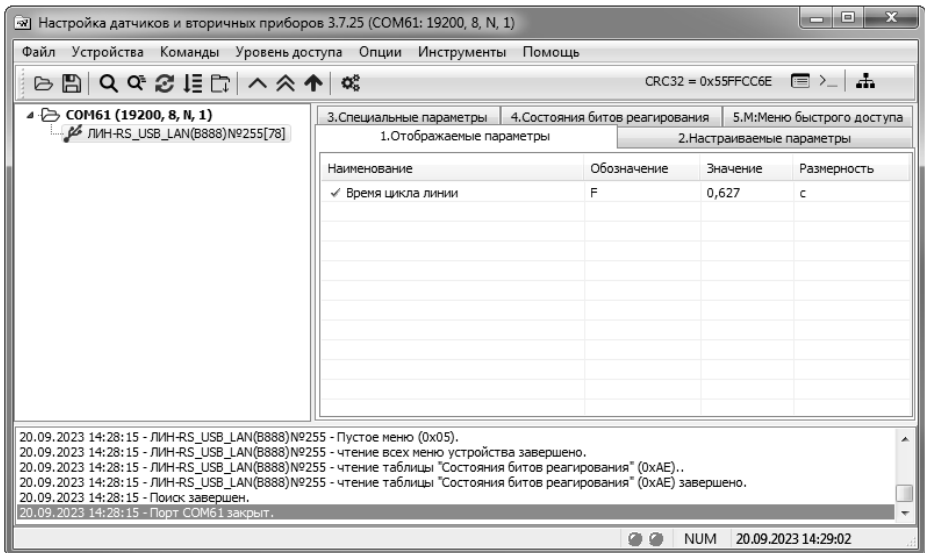 Настройка датчиков и вторичных приборов 3.7.25 (COM61: 19200, 8, N, 1)
Файл Устройства Команды Уровень доступа Опции Инструменты Помощь
CRC32 = 0x55FFCC6E
COM61 (19200, 8, N, 1)
ЛИН-RS_USB_LAN(B888)№255[78]
3.Специальные параметры 4.Состояния битов реагирования 5.М:Меню быстрого доступа
1.Отображаемые параметры 2.Настраиваемые параметры
Наименование Обозначение Значение Размерность
Время цикла линии F 0,627 с
20.09.2023 14:28:15 - ЛИН-RS_USB_LAN(B888)№255 - Пустое меню (0x05).
20.09.2023 14:28:15 - ЛИН-RS_USB_LAN(B888)№255 - чтение всех меню устройства завершено.
20.09.2023 14:28:15 - ЛИН-RS_USB_LAN(B888)№255 - чтение таблицы "Состояния битов реагирования" (0xAE)..
20.09.2023 14:28:15 - ЛИН-RS_USB_LAN(B888)№255 - чтение таблицы "Состояния битов реагирования" (0xAE) завершено.
20.09.2023 14:28:15 - Поиск завершен.
20.09.2023 14:28:15 - Порт COM61 закрыт.
NUM 20.09.2023 14:29:02